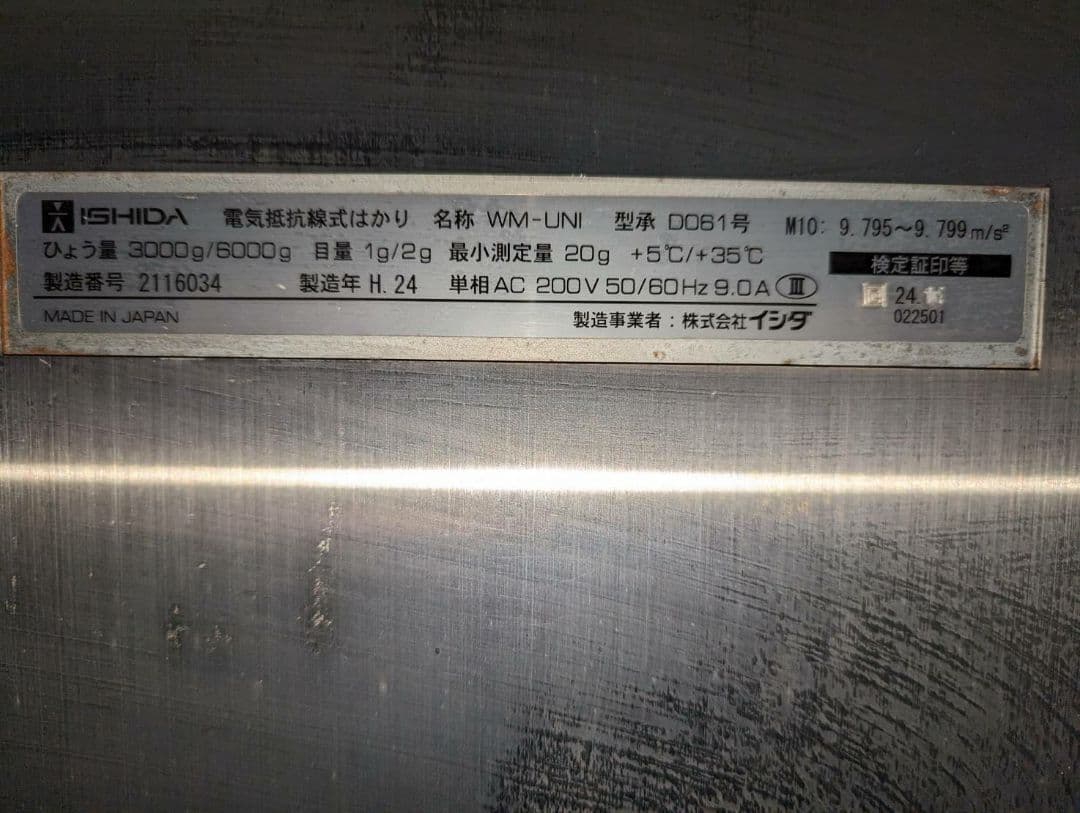 ISHIDA 電気抵抗線式はかり 名称 WM-UNI 型承 D061号 M10: 9.795～9.799m/s²
ひょう量 3000g/6000g 目量 1g/2g 最小測定量 20g +5℃/+35℃
検定証印等
製造番号 2116034 製造年 H.24 単相 AC 200V 50/60Hz 9.0A Ⅲ
24.
022501
MADE IN JAPAN 製造事業者：株式会社イシダ